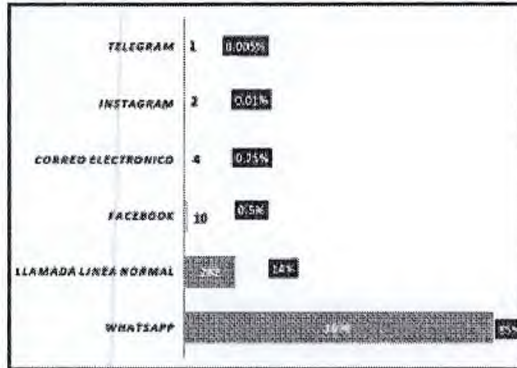 TELEGRAM 1 0.005%
INSTAGRAM 2 0.01%
CORREO ELECTRONICO 4 0.25%
FACEBOOK 10 0.5%
LLAMADA LINEA NORMAL 14%
WHATSAPP